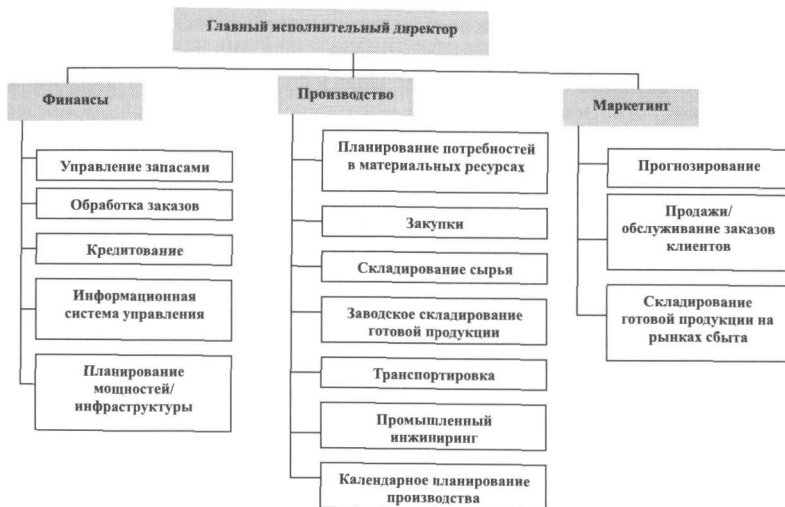 Главный исполнительный директор
Финансы
Управление запасами
Обработка заказов
Кредитование
Информационная
система управления
Планирование
мощностей/
инфраструктуры
Производство
Планирование потребностей
в материальных ресурсах
Закупки
Складирование сырья
Заводское складирование
готовой продукции
Транспортировка
Промышленный
инжиниринг
Календарное планирование
производства
Маркетинг
Прогнозирование
Продажи/
обслуживание заказов
клиентов
Складирование
готовой продукции на
рынках сбыта